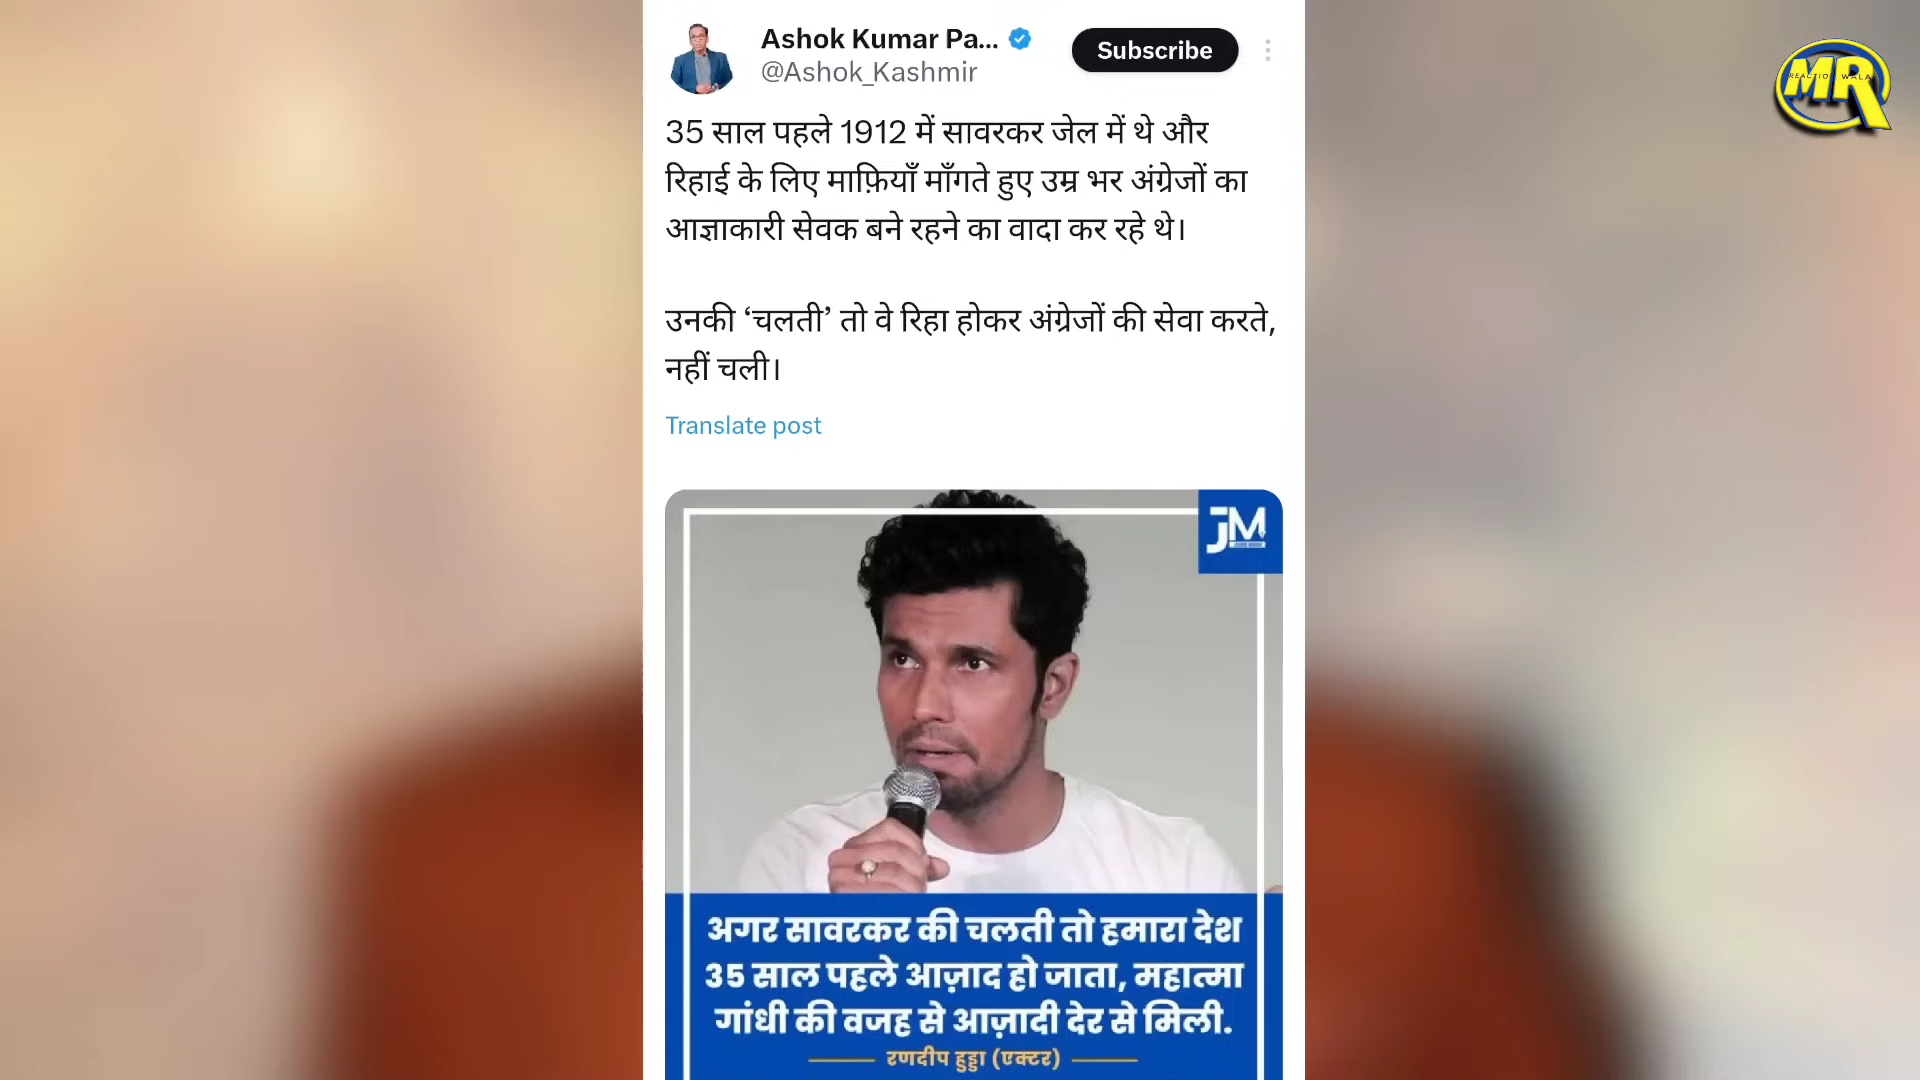 Ashok Kumar Pa...
@Ashok_Kashmir
Subscribe
MR
REACTION WALA
35 साल पहले 1912 में सावरकर जेल में थे और
रिहाई के लिए माफ़ियाँ माँगते हुए उम्र भर अंग्रेजों का
आज्ञाकारी सेवक बने रहने का वादा कर रहे थे।
उनकी ‘चलती’ तो वे रिहा होकर अंग्रेजों की सेवा करते,
नहीं चली।
Translate post
JM
अगर सावरकर की चलती तो हमारा देश
35 साल पहले आज़ाद हो जाता, महात्मा
गांधी की वजह से आज़ादी देर से मिली.
रणदीप हुड्डा (एक्टर)